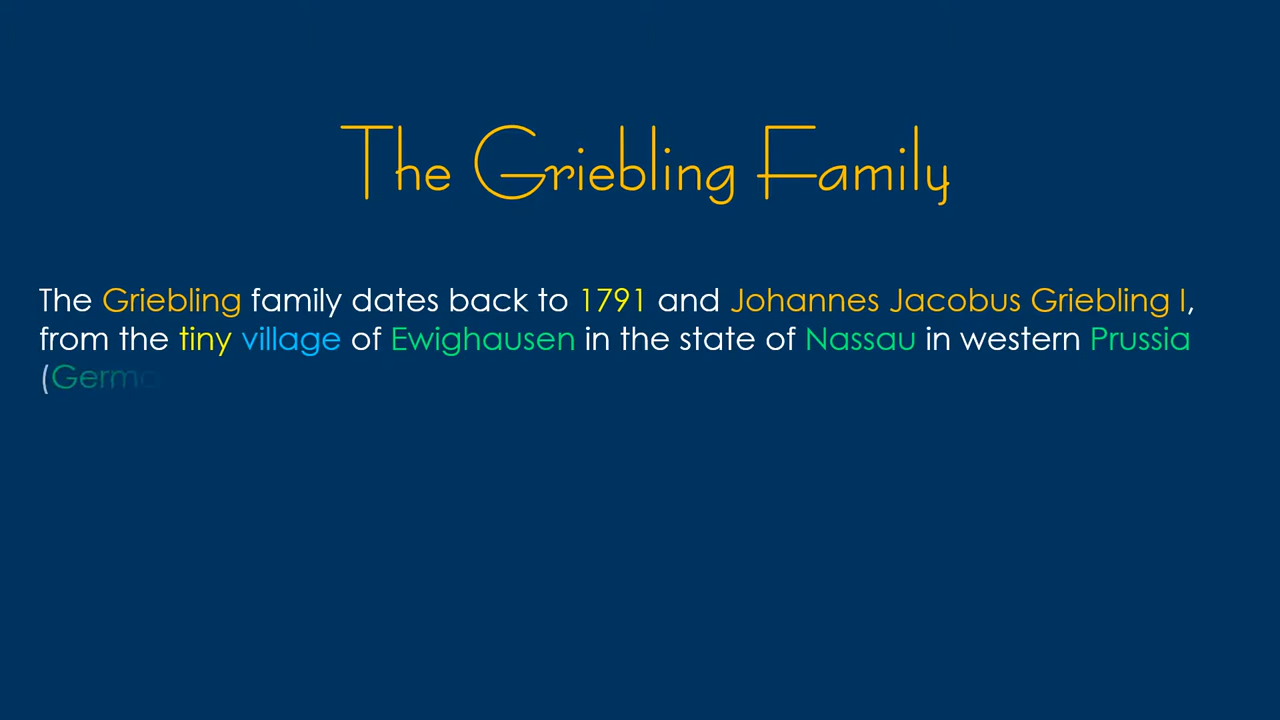 The Griebling Family
The Griebling family dates back to 1791 and Johannes Jacobus Griebling I,
from the tiny village of Ewighausen in the state of Nassau in western Prussia
(Germa